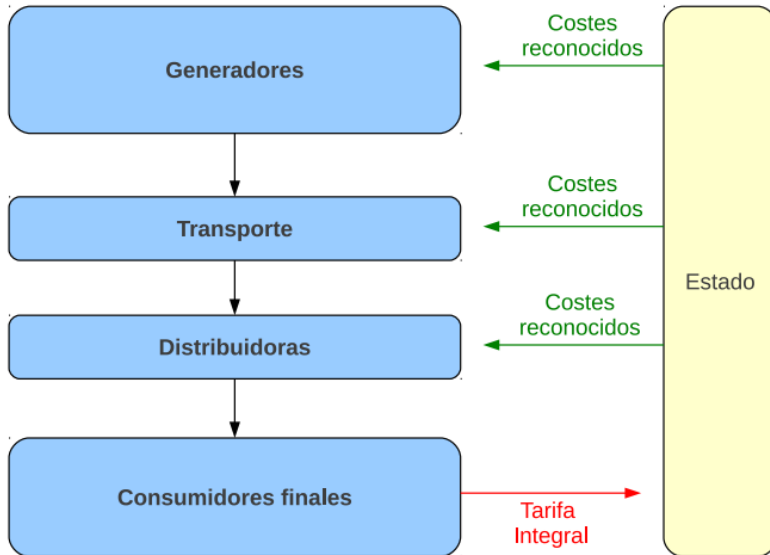 Generadores
Costes
reconocidos
Transporte
Costes
reconocidos
Estado
Distribuidoras
Costes
reconocidos
Consumidores finales
Tarifa
Integral